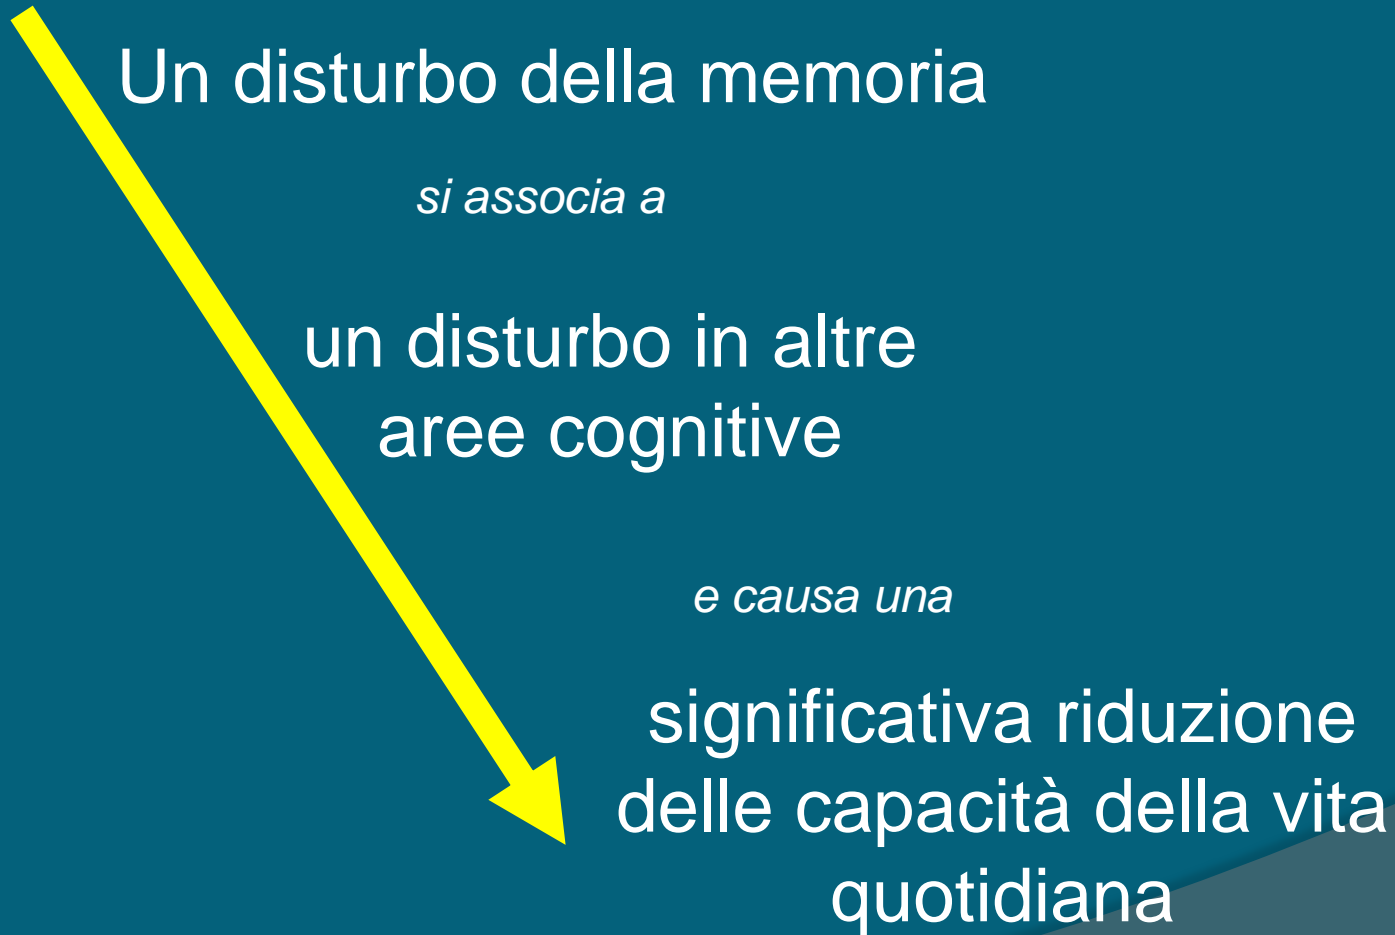 Un disturbo della memoria
si associa a
un disturbo in altre
aree cognitive
e causa una
significativa riduzione
delle capacità della vita
quotidiana